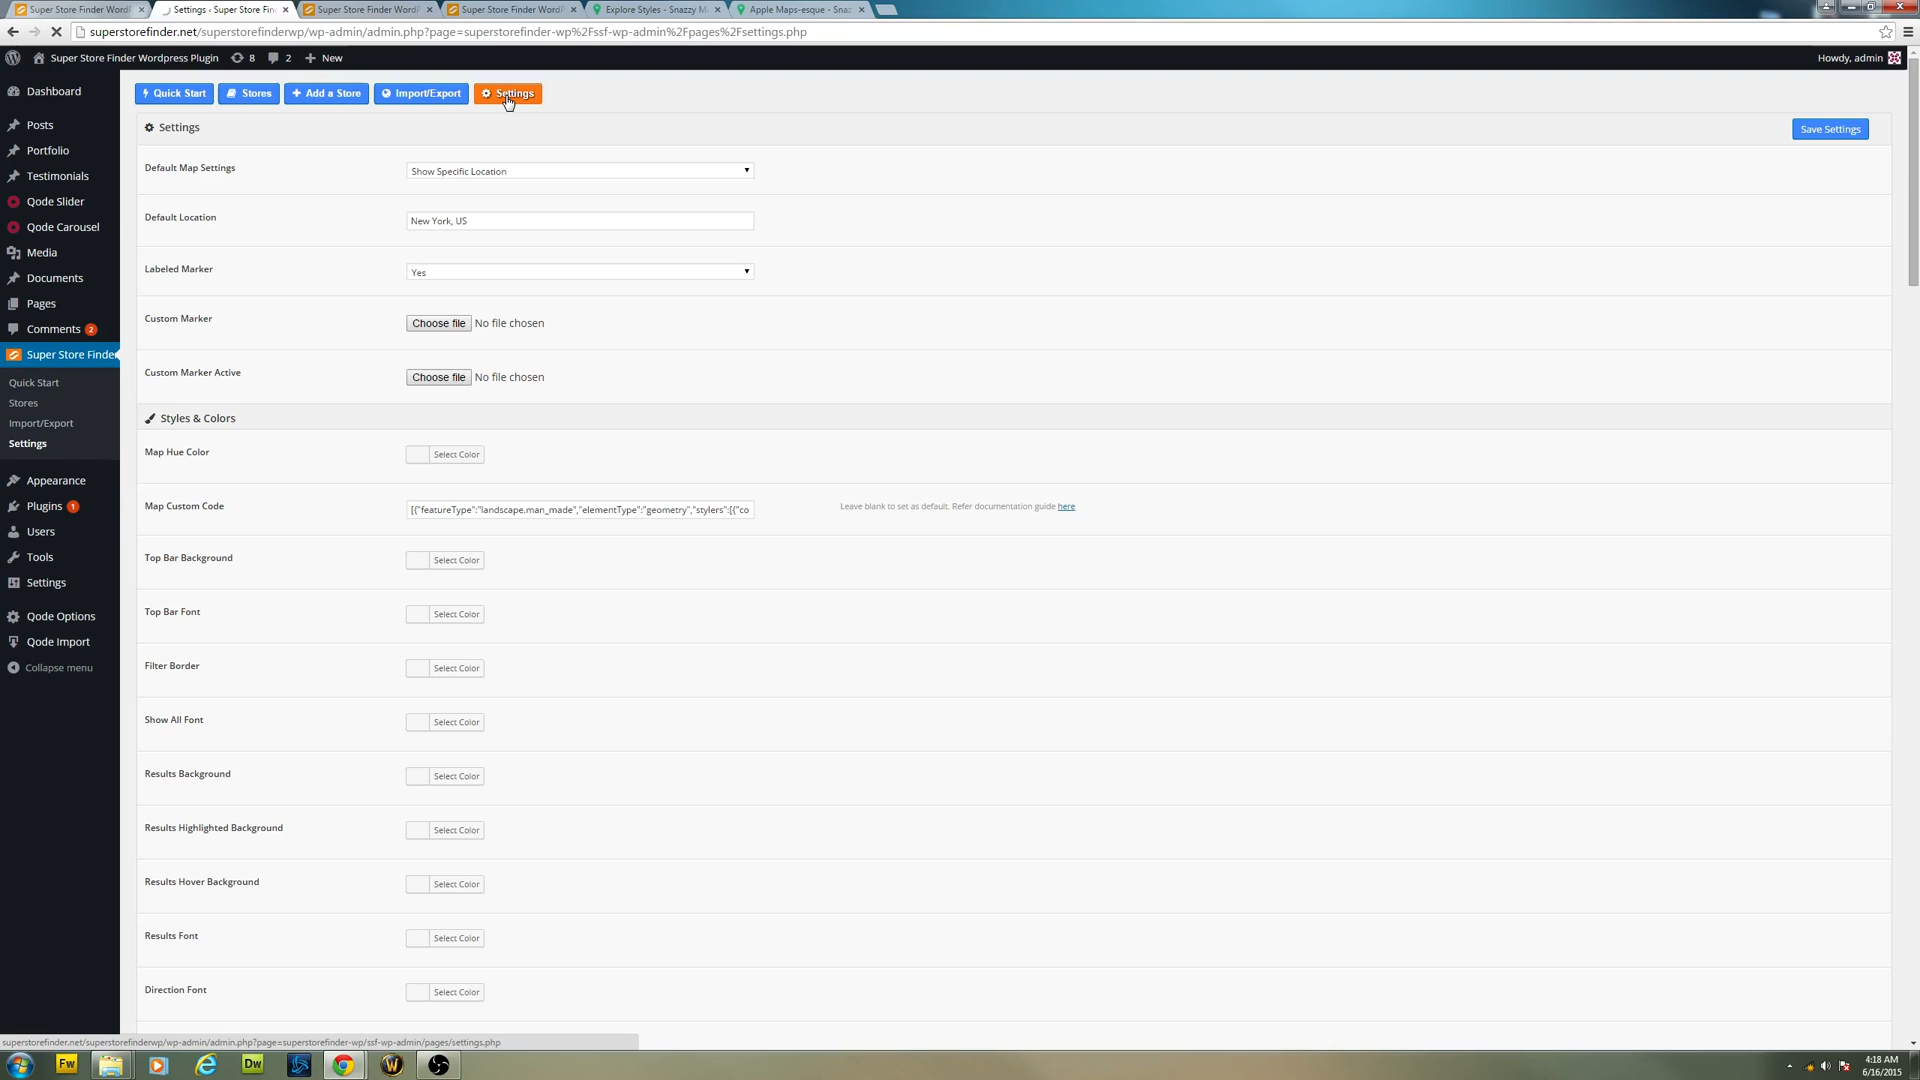 Super Store Finder WordP
Settings ‹ Super Store Fin
Super Store Finder WordP
Super Store Finder WordP
Explore Styles - Snazzy M
Apple Maps-esque - Snaz
superstorefinder.net/superstorefinderwp/wp-admin/admin.php?page=superstorefinder-wp%2Fssf-wp-admin%2Fpages%2Fsettings.php
Super Store Finder Wordpress Plugin
8
2
New
Howdy, admin
Dashboard
Posts
Portfolio
Testimonials
Qode Slider
Qode Carousel
Media
Documents
Pages
Comments 2
Super Store Finder
Quick Start
Stores
Import/Export
Settings
Appearance
Plugins 1
Users
Tools
Settings
Qode Options
Qode Import
Collapse menu
Quick Start
Stores
Add a Store
Import/Export
Settings
Settings
Save Settings
Default Map Settings
Show Specific Location
Default Location
New York, US
Labeled Marker
Yes
Custom Marker
Choose file No file chosen
Custom Marker Active
Choose file No file chosen
Styles & Colors
Map Hue Color
Select Color
Map Custom Code
[{"featureType":"landscape.man_made","elementType":"geometry","stylers":[{"co
Leave blank to set as default. Refer documentation guide here
Top Bar Background
Select Color
Top Bar Font
Select Color
Filter Border
Select Color
Show All Font
Select Color
Results Background
Select Color
Results Highlighted Background
Select Color
Results Hover Background
Select Color
Results Font
Select Color
Direction Font
Select Color
superstorefinder.net/superstorefinderwp/wp-admin/admin.php?page=superstorefinder-wp/ssf-wp-admin/pages/settings.php
Fw
Dw
4:18 AM
6/16/2015